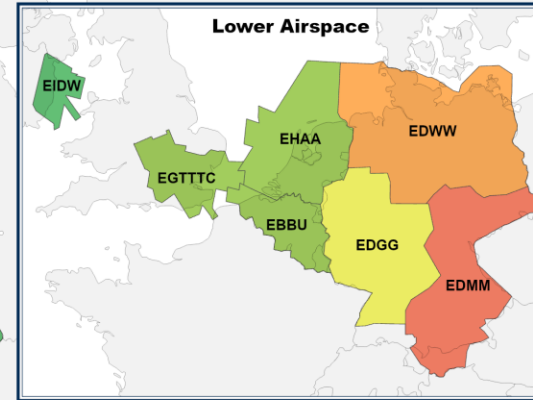 Lower Airspace
EIDW
EHAA
EDWW
EGTTTC
EBBU
EDGG
EDMM